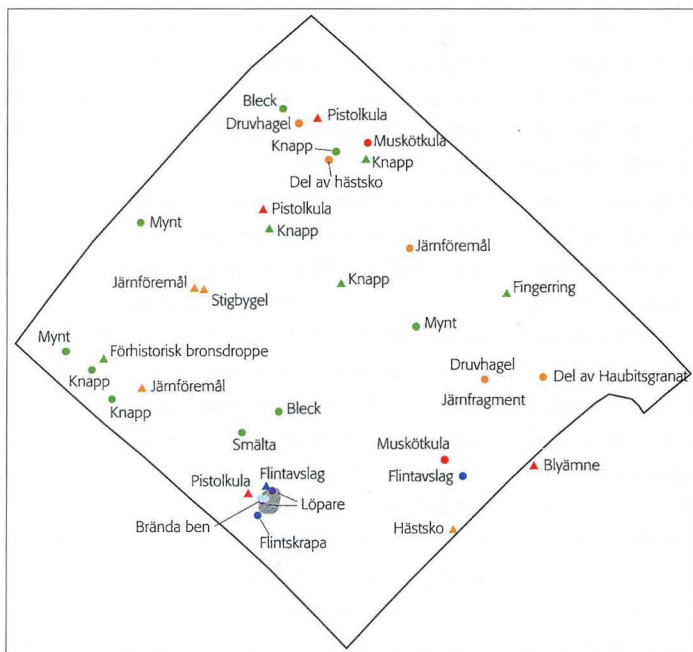 Bleck
Pistolkula
Druvhagel
Muskötkula
Knapp
Knapp
Del av hästsko
Pistolkula
Mynt
Knapp
Järnföremål
Järnföremål
Knapp
Fingerring
Stigbygel
Mynt
Mynt
Förhistorisk bronsdroppe
Druvhagel
Knapp
Del av Haubitsgranat
Järnföremål
Järnfragment
Knapp
Bleck
Smälta
Muskötkula
Flintavslag
Blyämne
Pistolkula
Flintavslag
Löpare
Brända ben
Hästsko
Flintskrapa